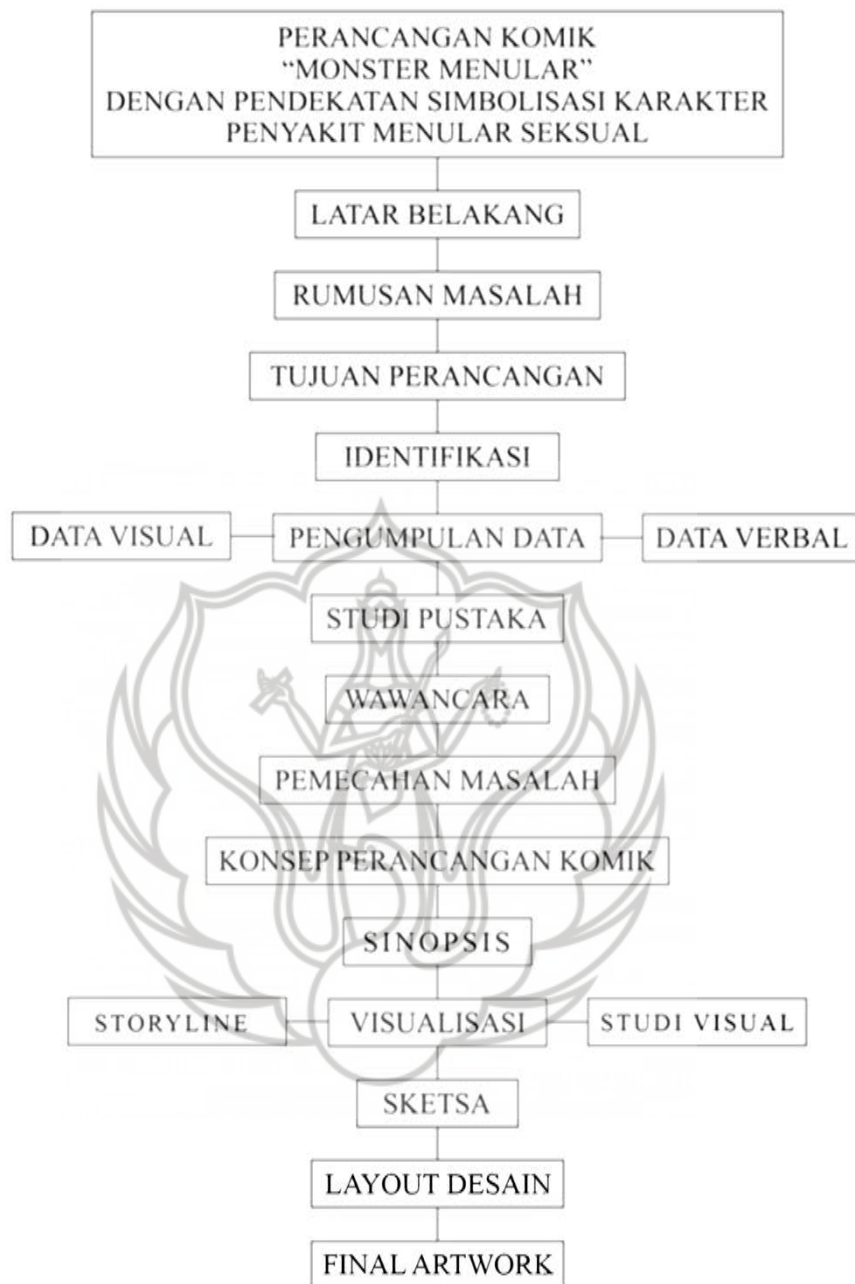 PERANCANGAN KOMIK
“MONSTER MENULAR”
DENGAN PENDEKATAN SIMBOLISASI KARAKTER
PENYAKIT MENULAR SEKSUAL
LATAR BELAKANG
RUMUSAN MASALAH
TUJUAN PERANCANGAN
IDENTIFIKASI
DATA VISUAL
PENGUMPULAN DATA
DATA VERBAL
STUDI PUSTAKA
WAWANCARA
PEMECAHAN MASALAH
KONSEP PERANCANGAN KOMIK
SINOPSIS
STORYLINE
VISUALISASI
STUDI VISUAL
SKETSA
LAYOUT DESAIN
FINAL ARTWORK